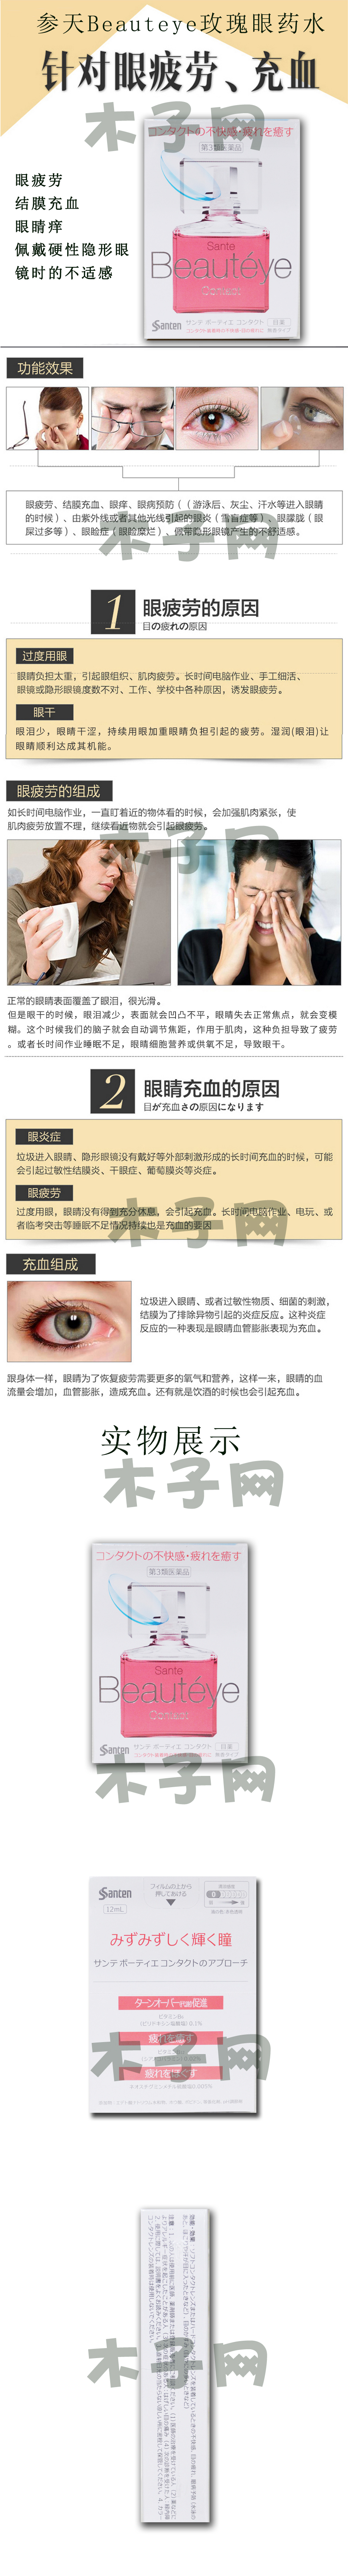 参天Beauteye玫瑰眼药水
针对眼疲劳、充血
眼疲劳
结膜充血
眼睛痒
佩戴硬性隐形眼
镜时的不适感
コンタクトの不快感・疲れを癒す
第3類医薬品
Sante
Beautéye
Contact
Santen
サンテ ボーティエ コンタクト
目薬
木子网
功能效果
眼疲劳、结膜充血、眼痒、眼病预防（（游泳后、灰尘、汗水等进入眼睛
的时候）、由紫外线或者其他光线引起的眼炎（雪盲症等）、眼朦胧（眼
屎过多等）、眼睑症（眼睑糜烂）、佩带隐形眼镜产生的不舒适感。
木子网
1
眼疲劳的原因
目の疲れの原因
过度用眼
眼睛负担太重，引起眼组织、肌肉疲劳。长时间电脑作业、手工细活、
眼镜或隐形眼镜度数不对、工作、学校中各种原因，诱发眼疲劳。
眼干
眼泪少，眼睛干涩，持续用眼加重眼睛负担引起的疲劳。湿润(眼泪)让
眼睛顺利达成其机能。
眼疲劳的组成
如长时间电脑作业，一直盯着近的物体看的时候，会加强肌肉紧张，使
肌肉疲劳放置不理，继续看近物就会引起眼疲劳。
木子网
正常的眼睛表面覆盖了眼泪，很光滑。
但是眼干的时候，眼泪减少，表面就会凹凸不平，眼睛失去正常焦点，就会变模
糊。这个时候我们的脑子就会自动调节焦距，作用于肌肉，这种负担导致了疲劳
。或者长时间作业睡眠不足，眼睛细胞营养或供氧不足，导致眼干。
2
眼睛充血的原因
目が充血さの原因になります
眼炎症
垃圾进入眼睛、隐形眼镜没有戴好等外部刺激形成的长时间充血的时候，可能
会引起过敏性结膜炎、干眼症、葡萄膜炎等炎症。
眼疲劳
过度用眼，眼睛没有得到充分休息，会引起充血。长时间电脑作业、电玩、或
者临考突击等睡眠不足情况持续也是充血的要因
木子网
充血组成
垃圾进入眼睛、或者过敏性物质、细菌的刺激，
结膜为了排除异物引起的炎症反应。这种炎症
反应的一种表现是眼睛血管膨胀表现为充血。
跟身体一样，眼睛为了恢复疲劳需要更多的氧气和营养，这样一来，眼睛的血
流量会增加，血管膨胀，造成充血。还有就是饮酒的时候也会引起充血。
实物展示
木子网
コンタクトの不快感・疲れを癒す
第3類医薬品
Sante
Beautéye
Contact
Santen
サンテ ボーティエ コンタクト
目薬
木子网
Santen
12mL
フィルムの上から
押してあける
みずみずしく輝く瞳
サンテ ボーティエ コンタクトのアプローチ
ターンオーバー(代謝)促進
ビタミンB6
疲れを癒す
疲れをほぐす
木子网
木子网